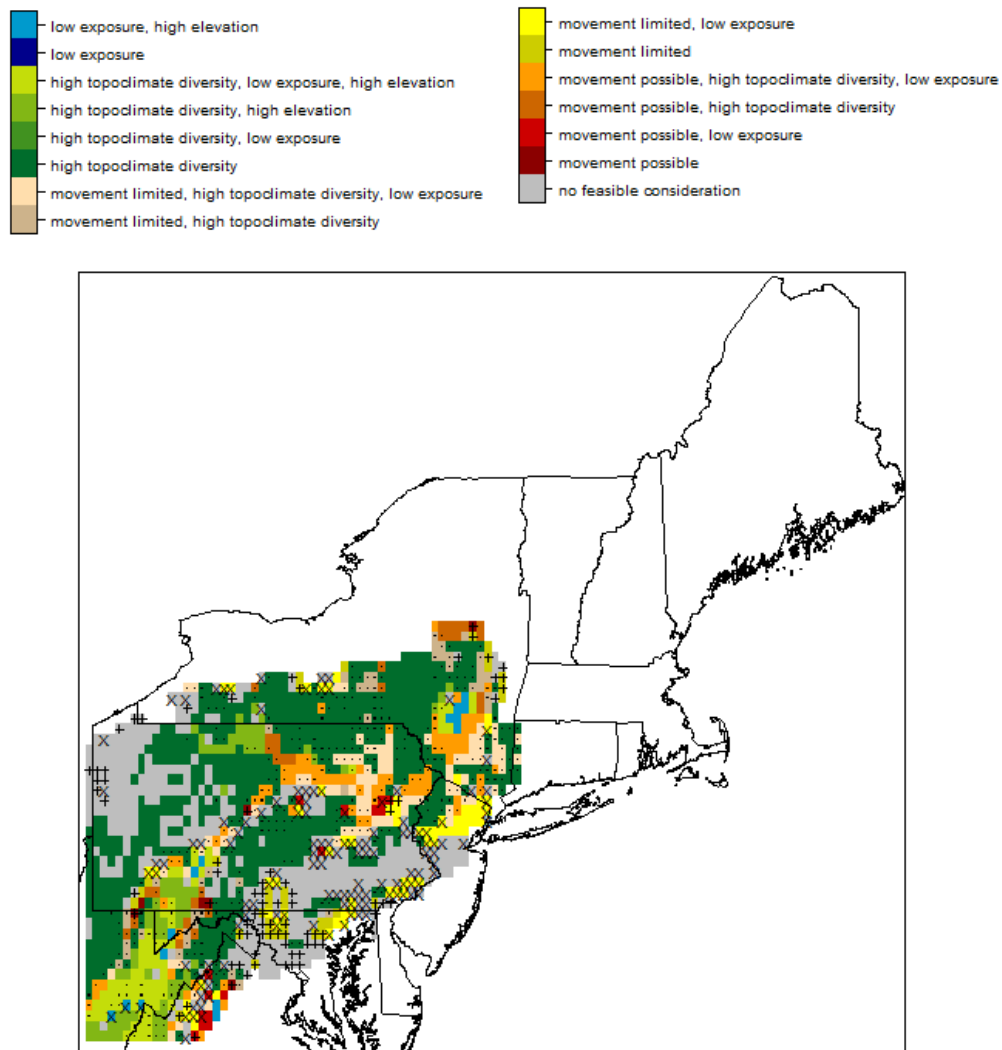 low exposure, high elevation
low exposure
high topoclimate diversity, low exposure, high elevation
high topoclimate diversity, high elevation
high topoclimate diversity, low exposure
high topoclimate diversity
movement limited, high topoclimate diversity, low exposure
movement limited, high topoclimate diversity
movement limited, low exposure
movement limited
movement possible, high topoclimate diversity, low exposure
movement possible, high topoclimate diversity
movement possible, low exposure
movement possible
no feasible consideration